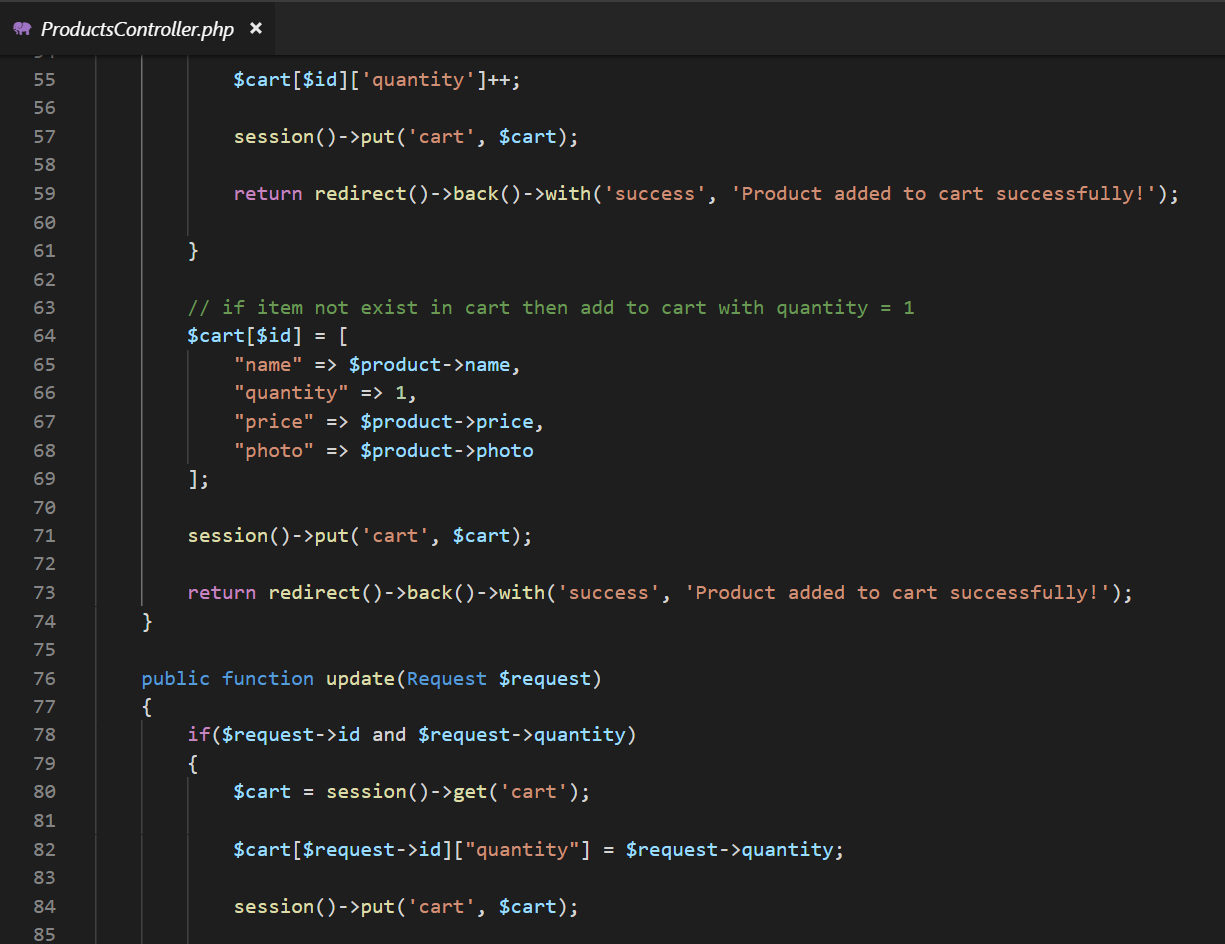 ProductsController.php ×
55 $cart[$id]['quantity']++;
56
57 session()->put('cart', $cart);
58
59 return redirect()->back()->with('success', 'Product added to cart successfully!');
60
61 }
62
63 // if item not exist in cart then add to cart with quantity = 1
64 $cart[$id] = [
65 "name" => $product->name,
66 "quantity" => 1,
67 "price" => $product->price,
68 "photo" => $product->photo
69 ];
70
71 session()->put('cart', $cart);
72
73 return redirect()->back()->with('success', 'Product added to cart successfully!');
74 }
75
76 public function update(Request $request)
77 {
78 if($request->id and $request->quantity)
79 {
80 $cart = session()->get('cart');
81
82 $cart[$request->id]["quantity"] = $request->quantity;
83
84 session()->put('cart', $cart);
85